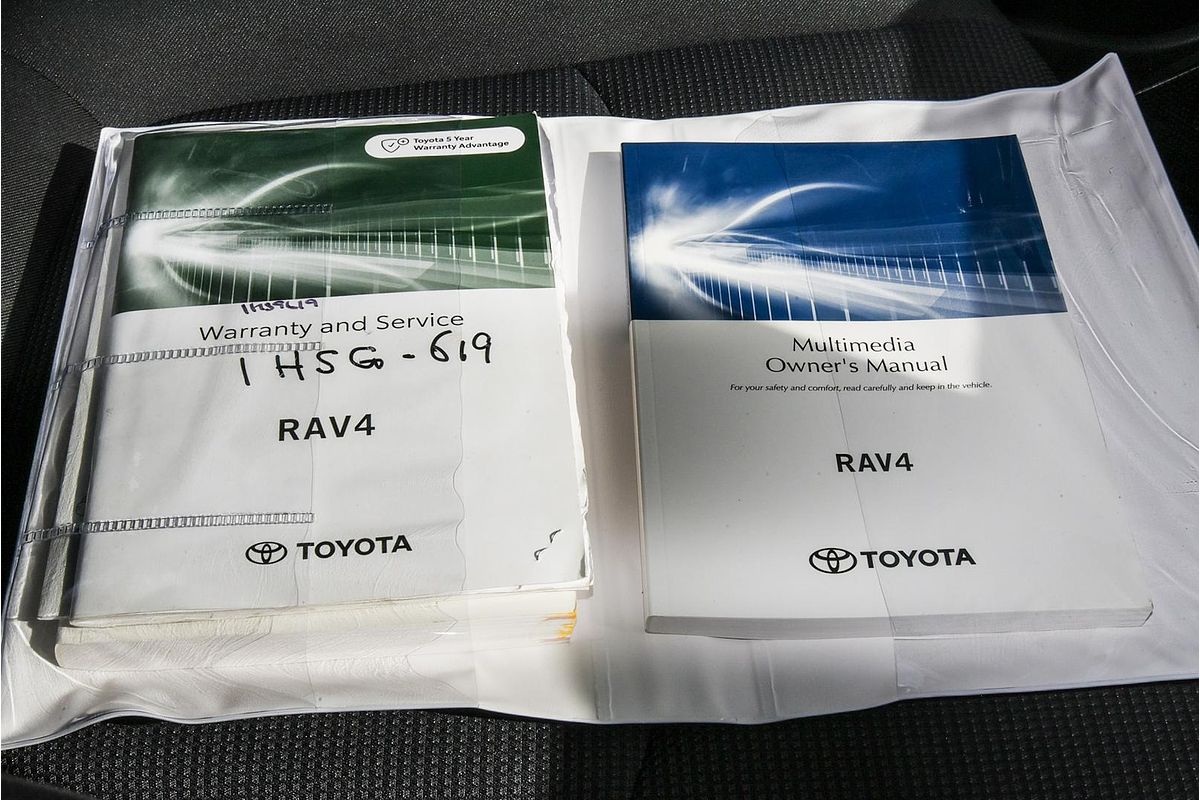 Toyota 5 Year
Warranty Advantage
1HSG619
Warranty and Service
1HSG-619
RAV4
TOYOTA
Multimedia
Owner's Manual
For your safety and comfort, read carefully and keep in the vehicle.
RAV4
TOYOTA